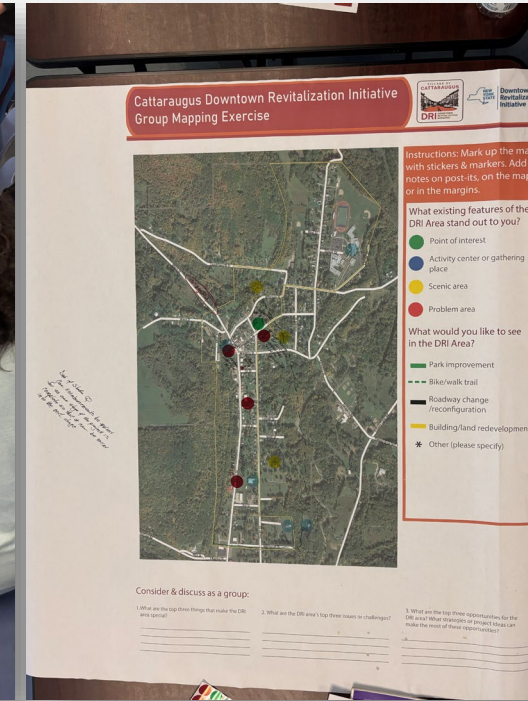 Cattaraugus Downtown Revitalization Initiative
Group Mapping Exercise
VILLAGE OF
CATTARAUGUS
DRI
NEW YORK STATE
Downtow
Revitaliza
Initiative
Instructions: Mark up the ma
with stickers & markers. Add
notes on post-its, on the map
or in the margins.
What existing features of the
DRI Area stand out to you?
Point of interest
Activity center or gathering
place
Scenic area
Problem area
What would you like to see
in the DRI Area?
Park improvement
Bike/walk trail
Roadway change
/reconfiguration
Building/land redevelopmen
* Other (please specify)
Consider & discuss as a group:
1. What are the top three things that make the DRI
area special?
2. What are the DRI area's top three issues or challenges?
3. What are the top three opportunities for the
DRI area? What strategies or project ideas can
make the most of these opportunities?